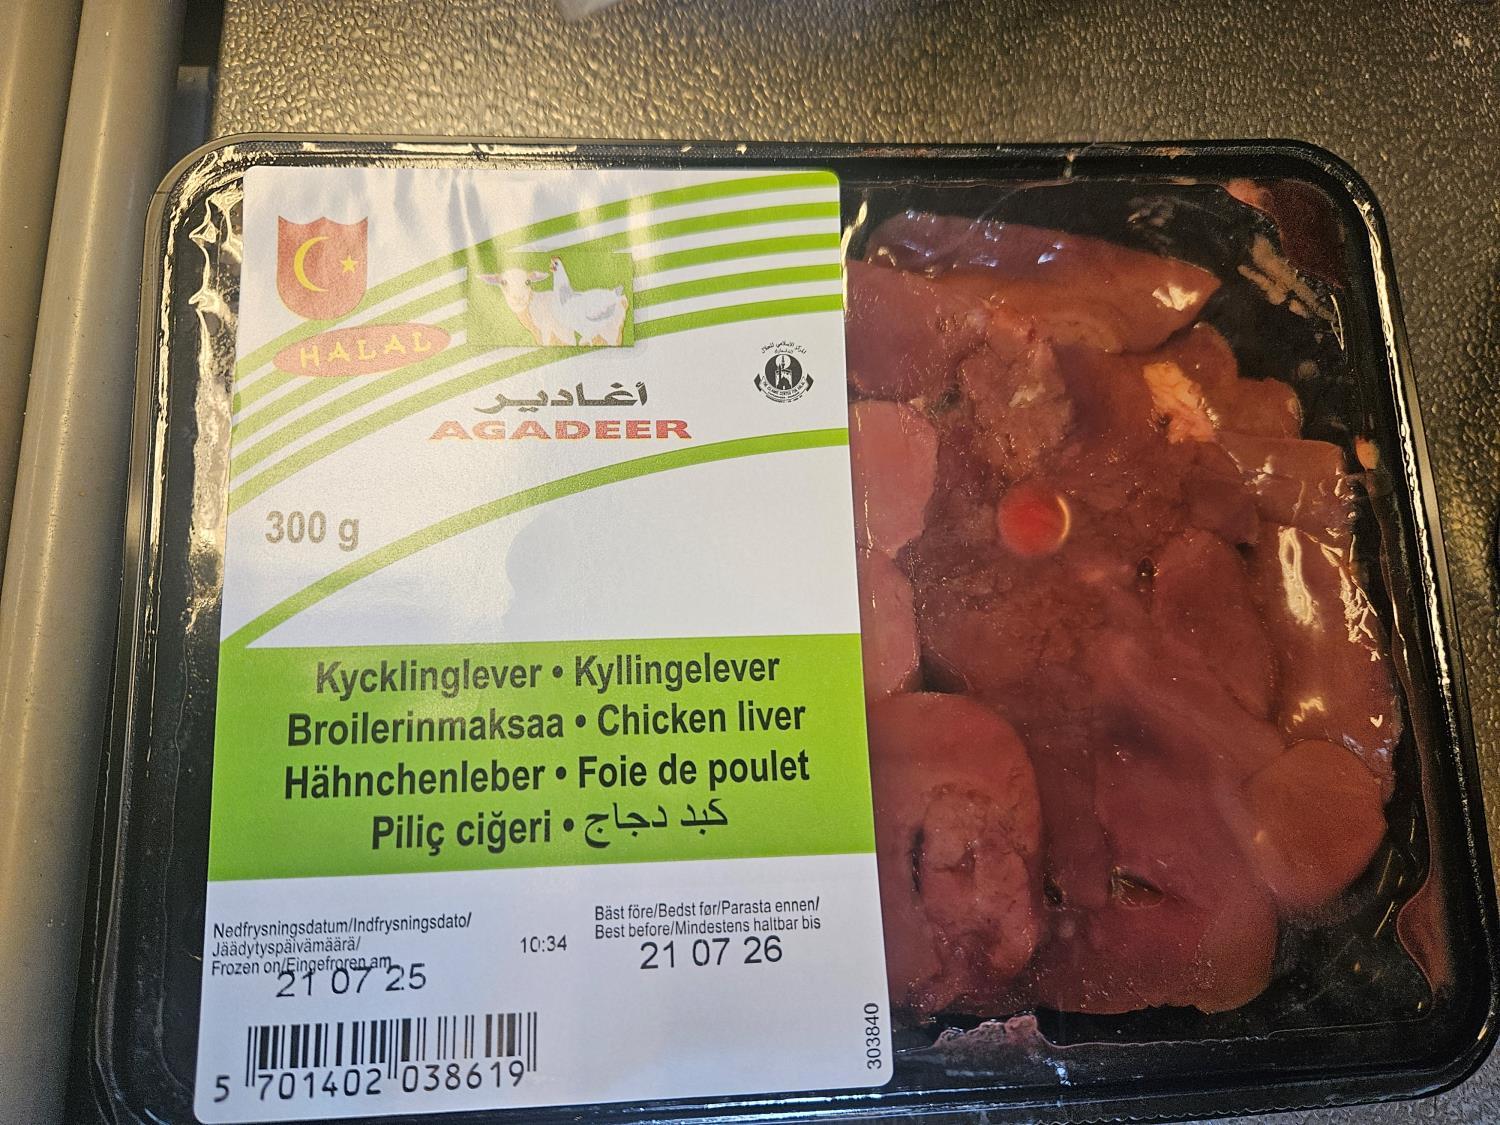 HALAL
أغادير
AGADEER
300 g
Kycklinglever • Kyllingelever
Broilerinmaksaa • Chicken liver
Hähnchenleber • Foie de poulet
Piliç ciğeri • كبد دجاج
Nedfrysningsdatum/Indfrysningsdato/
Jäädytyspäivämäärä/
Frozen on/Eingefroren am
21 07 25
10:34
Bäst före/Bedst før/Parasta ennen/
Best before/Mindestens haltbar bis
21 07 26
303840
5 701402 038619